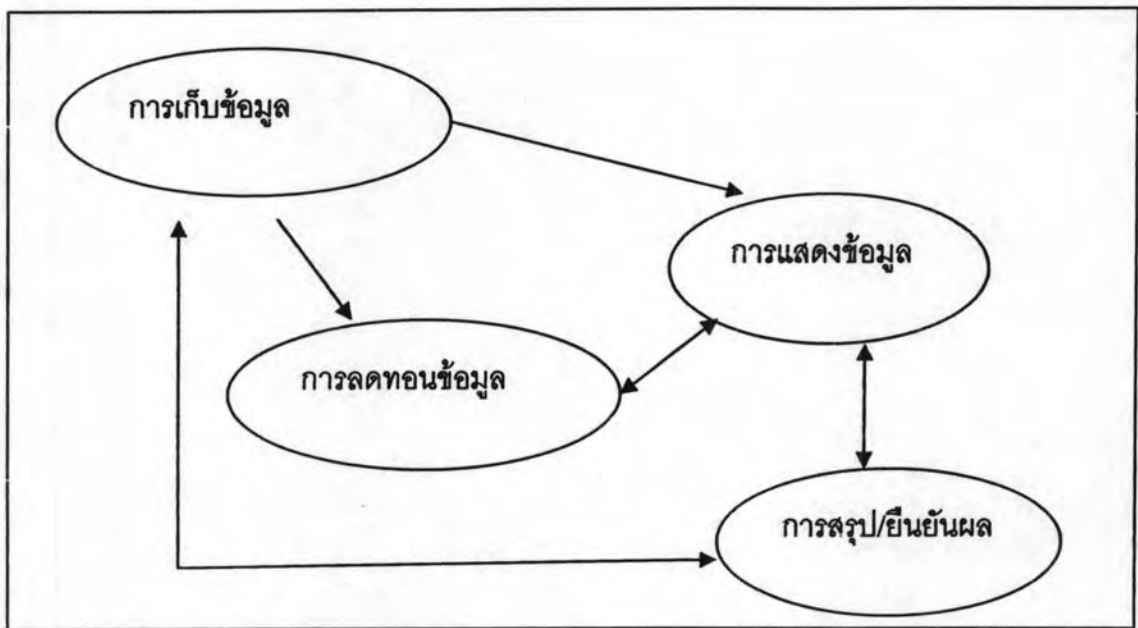 การเก็บข้อมูล
การแสดงข้อมูล
การลดทอนข้อมูล
การสรุป/ยืนยันผล